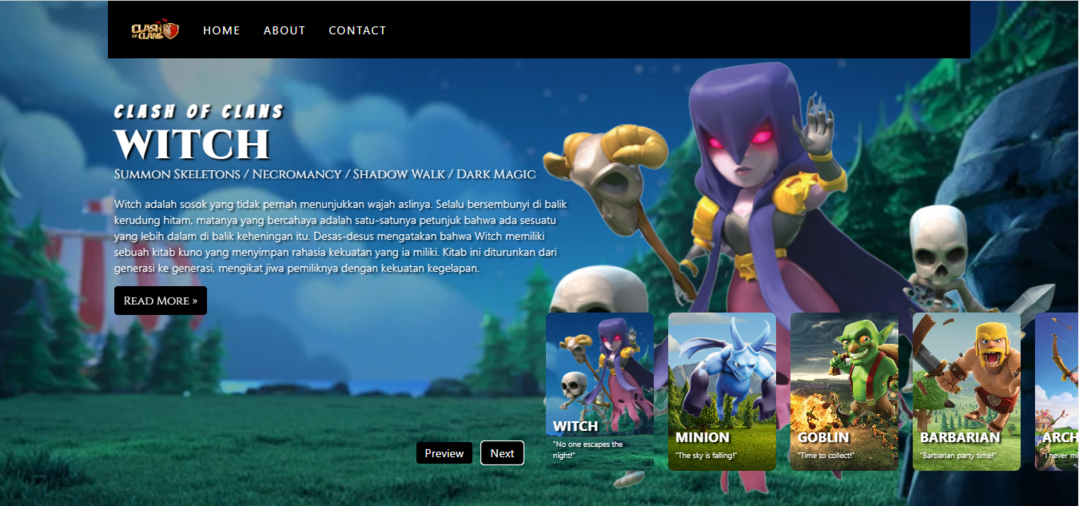 CLASH OF CLANS
HOME ABOUT CONTACT
CLASH OF CLANS
WITCH
SUMMON SKELETONS / NECROMANCY / SHADOW WALK / DARK MAGIC
Witch adalah sosok yang tidak pernah menunjukkan wajah aslinya. Selalu bersembunyi di balik
kerudung hitam, matanya yang bercahaya adalah satu-satunya petunjuk bahwa ada sesuatu
yang lebih dalam di balik keheningan itu. Desas-desus mengatakan bahwa Witch memiliki
sebuah kitab kuno yang menyimpan rahasia kekuatan yang ia miliki. Kitab ini diturunkan dari
generasi ke generasi, mengikat jiwa pemiliknya dengan kekuatan kegelapan.
READ MORE »
Preview Next
WITCH
"No one escapes the
night!"
MINION
"The sky is falling!"
GOBLIN
"Time to collect!"
BARBARIAN
"Barbarian party time!"
ARCH
never mi